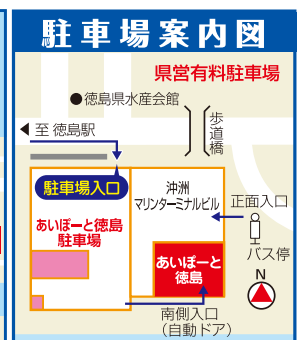 駐車場案内図
県営有料駐車場
●徳島県水産会館
◀至 徳島駅
歩道橋
駐車場入口
沖洲
マリンターミナルビル
正面入口
あいぽーと徳島
駐車場
バス停
あいぽーと
徳島
N
南側入口
(自動ドア)